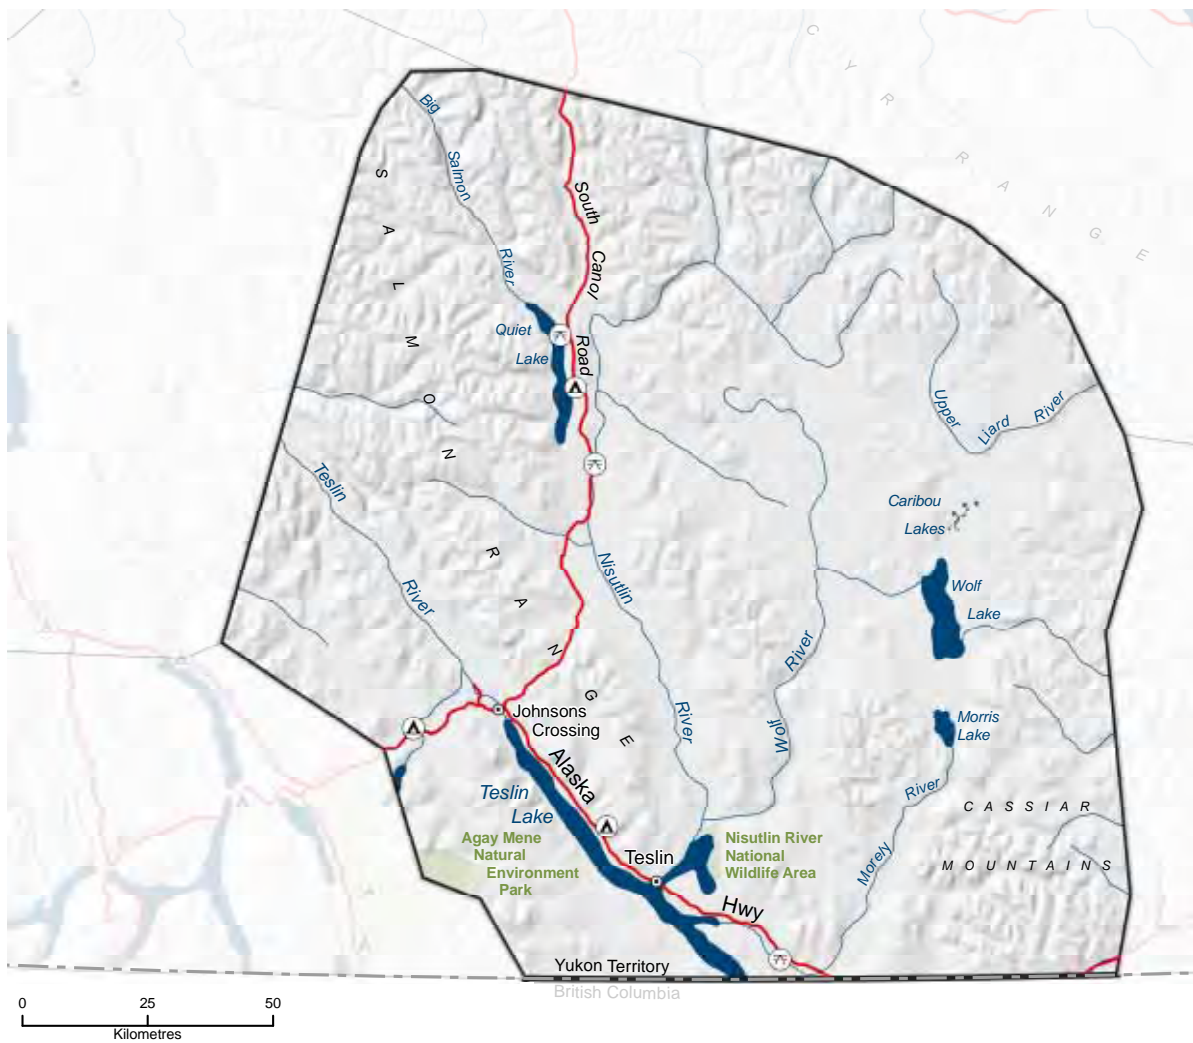 CYR RANGE
Big
Salmon
River
SALMON RANGE
South
Canol
Road
Quiet
Lake
Upper
Liard
River
Teslin
River
Caribou
Lakes
Nisutlin
River
Wolf
Lake
River
Wolf
Johnsons
Crossing
Morris
Lake
Alaska
Hwy
Teslin
Lake
River
Morely
CASSIAR
MOUNTAINS
Agay Mene
Natural
Environment
Park
Teslin
Nisutlin River
National
Wildlife Area
Yukon Territory
British Columbia
0 25 50
Kilometres